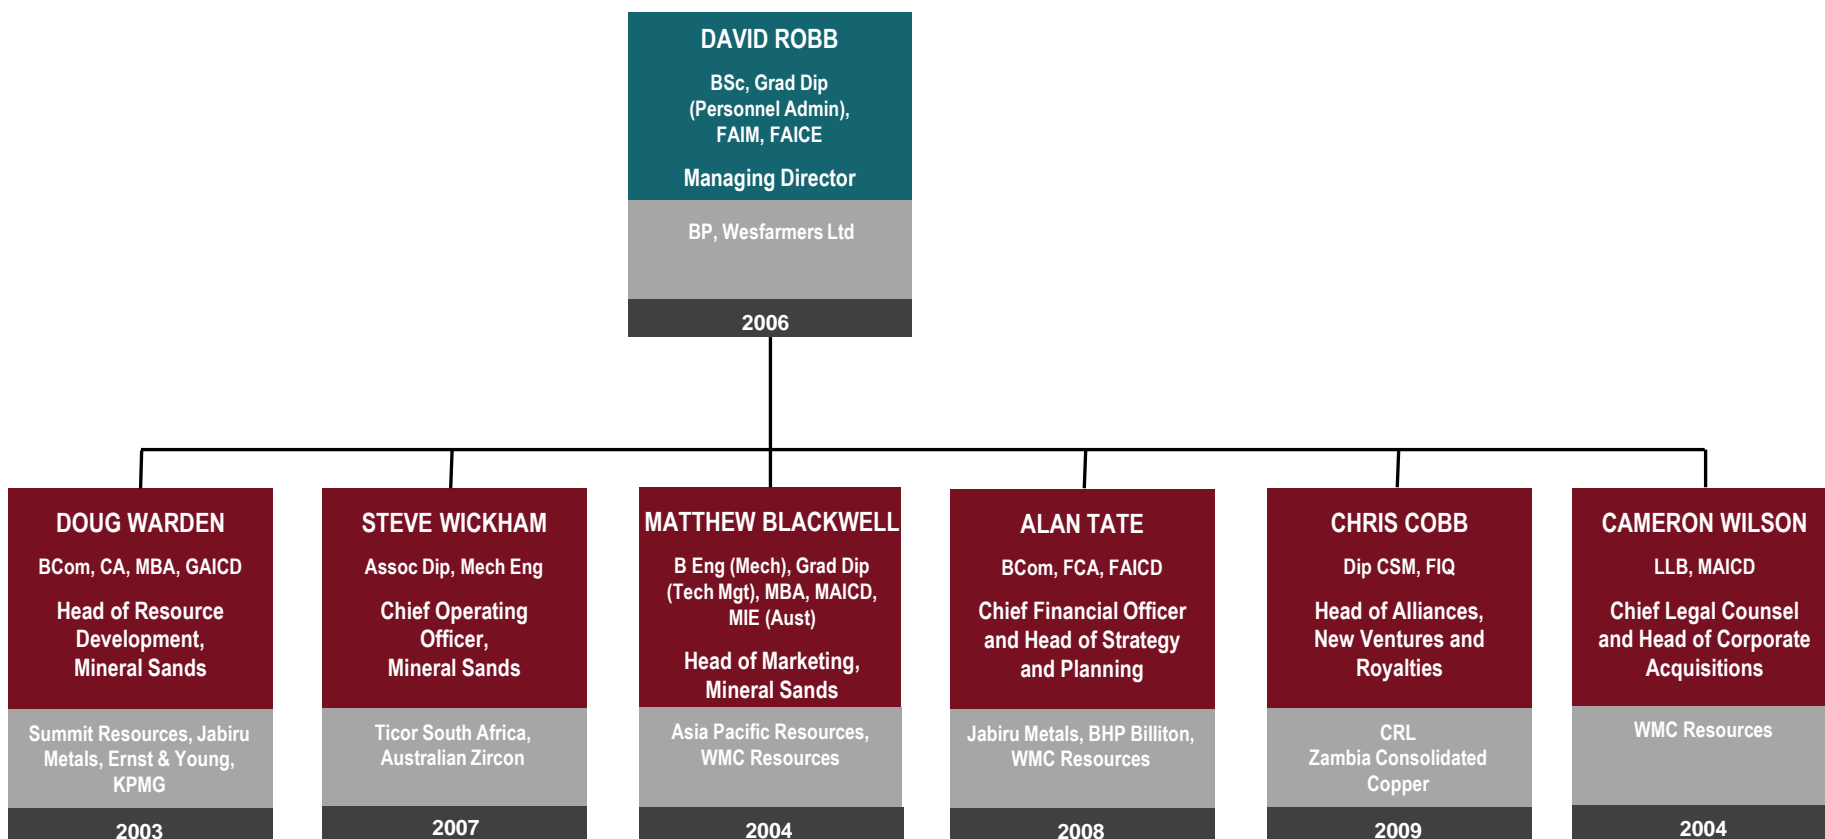 DAVID ROBB
BSc, Grad Dip
(Personnel Admin),
FAIM, FAICE
Managing Director
BP, Wesfarmers Ltd
2006
DOUG WARDEN
BCom, CA, MBA, GAICD
Head of Resource
Development,
Mineral Sands
Summit Resources, Jabiru
Metals, Ernst & Young,
KPMG
2003
STEVE WICKHAM
Assoc Dip, Mech Eng
Chief Operating
Officer,
Mineral Sands
Ticor South Africa,
Australian Zircon
2007
MATTHEW BLACKWELL
B Eng (Mech), Grad Dip
(Tech Mgt), MBA, MAICD,
MIE (Aust)
Head of Marketing,
Mineral Sands
Asia Pacific Resources,
WMC Resources
2004
ALAN TATE
BCom, FCA, FAICD
Chief Financial Officer
and Head of Strategy
and Planning
Jabiru Metals, BHP Billiton,
WMC Resources
2008
CHRIS COBB
Dip CSM, FIQ
Head of Alliances,
New Ventures and
Royalties
CRL
Zambia Consolidated
Copper
2009
CAMERON WILSON
LLB, MAICD
Chief Legal Counsel
and Head of Corporate
Acquisitions
WMC Resources
2004